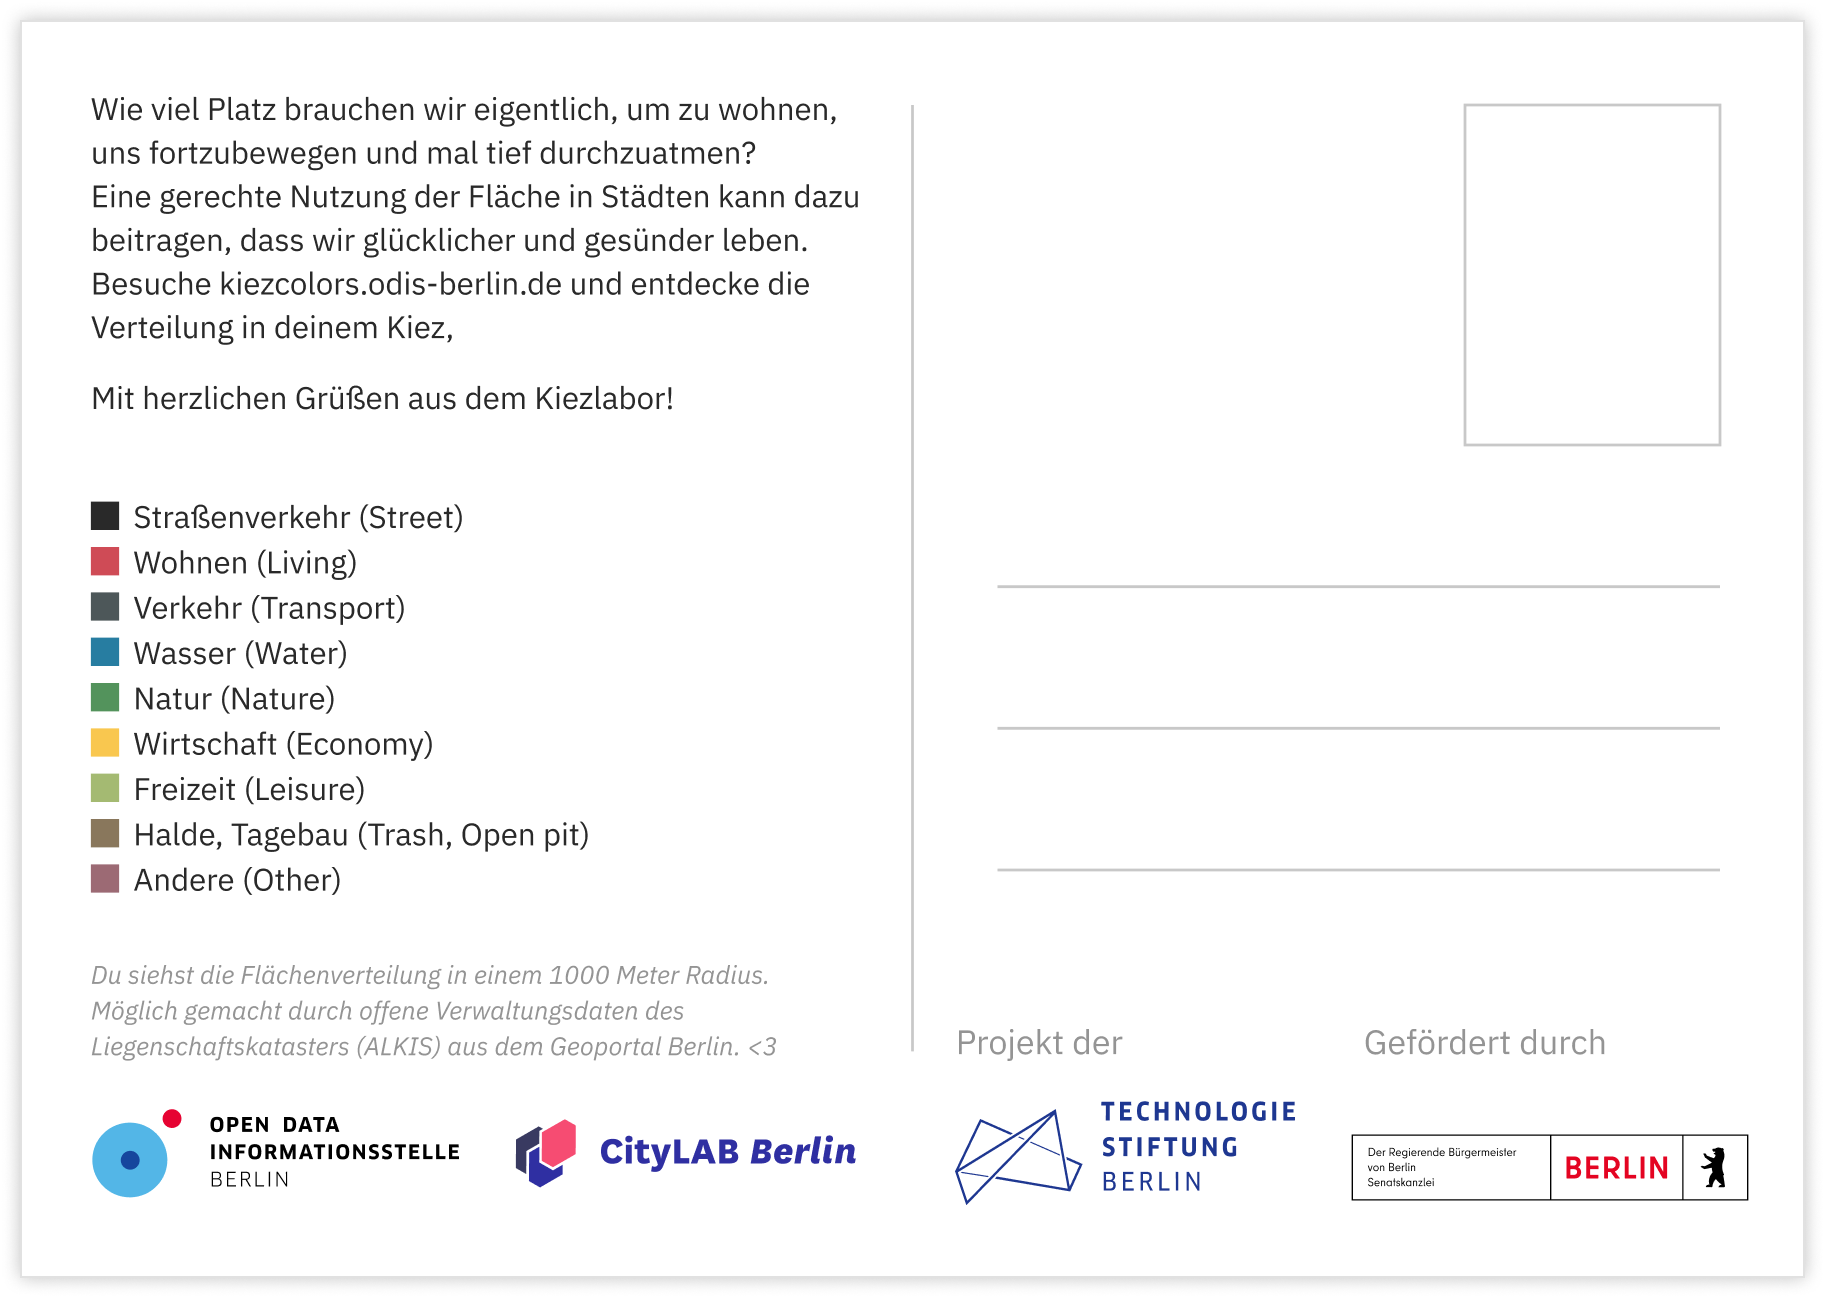 Wie viel Platz brauchen wir eigentlich, um zu wohnen,
uns fortzubewegen und mal tief durchzuatmen?
Eine gerechte Nutzung der Fläche in Städten kann dazu
beitragen, dass wir glücklicher und gesünder leben.
Besuche kiezcolors.odis-berlin.de und entdecke die
Verteilung in deinem Kiez,
Mit herzlichen Grüßen aus dem Kiezlabor!
Straßenverkehr (Street)
Wohnen (Living)
Verkehr (Transport)
Wasser (Water)
Natur (Nature)
Wirtschaft (Economy)
Freizeit (Leisure)
Halde, Tagebau (Trash, Open pit)
Andere (Other)
Du siehst die Flächenverteilung in einem 1000 Meter Radius.
Möglich gemacht durch offene Verwaltungsdaten des
Liegenschaftskatasters (ALKIS) aus dem Geoportal Berlin. <3
OPEN DATA
INFORMATIONSSTELLE
BERLIN
CityLAB Berlin
Projekt der
TECHNOLOGIE
STIFTUNG
BERLIN
Gefördert durch
Der Regierende Bürgermeister
von Berlin
Senatskanzlei
BERLIN